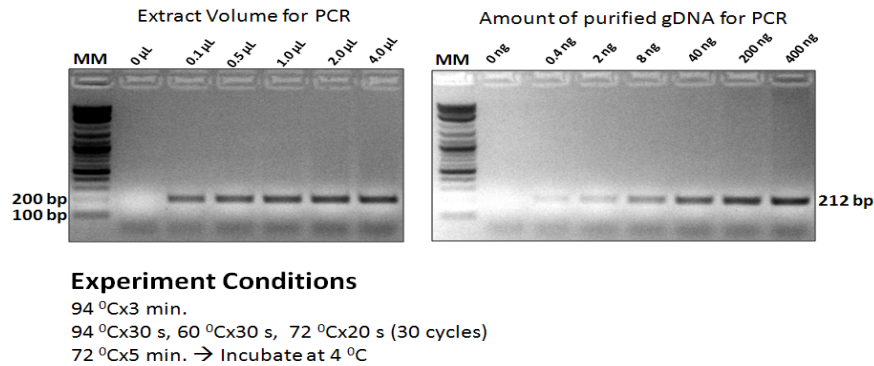 Extract Volume for PCR
MM 0 µL 0.1 µL 0.5 µL 1.0 µL 2.0 µL 4.0 µL
200 bp
100 bp
Amount of purified gDNA for PCR
MM 0 ng 0.4 ng 2 ng 8 ng 40 ng 200 ng 400 ng
212 bp
Experiment Conditions
94 ⁰Cx3 min.
94 ⁰Cx30 s, 60 ⁰Cx30 s, 72 ⁰Cx20 s (30 cycles)
72 ⁰Cx5 min. → Incubate at 4 ⁰C